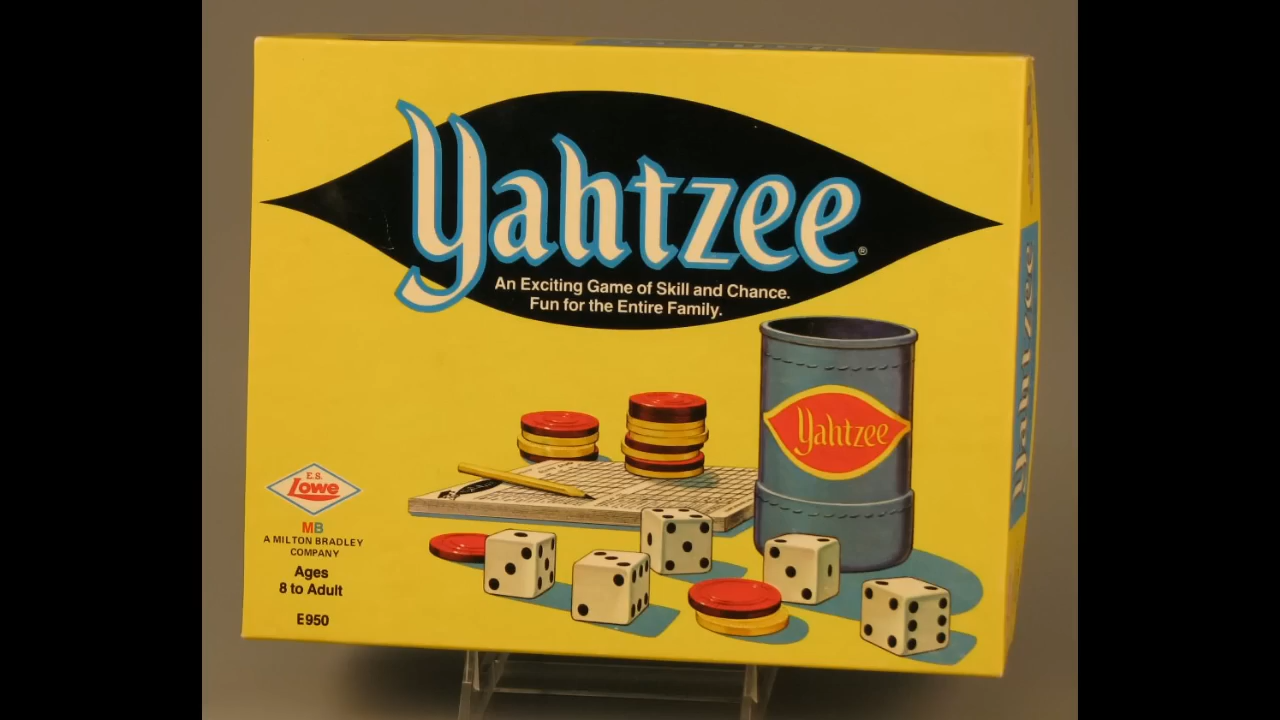 Yahtzee®
An Exciting Game of Skill and Chance.
Fun for the Entire Family.
Yahtzee
Yahtzee
E.S.
Lowe
MB
A MILTON BRADLEY
COMPANY
Ages
8 to Adult
E950